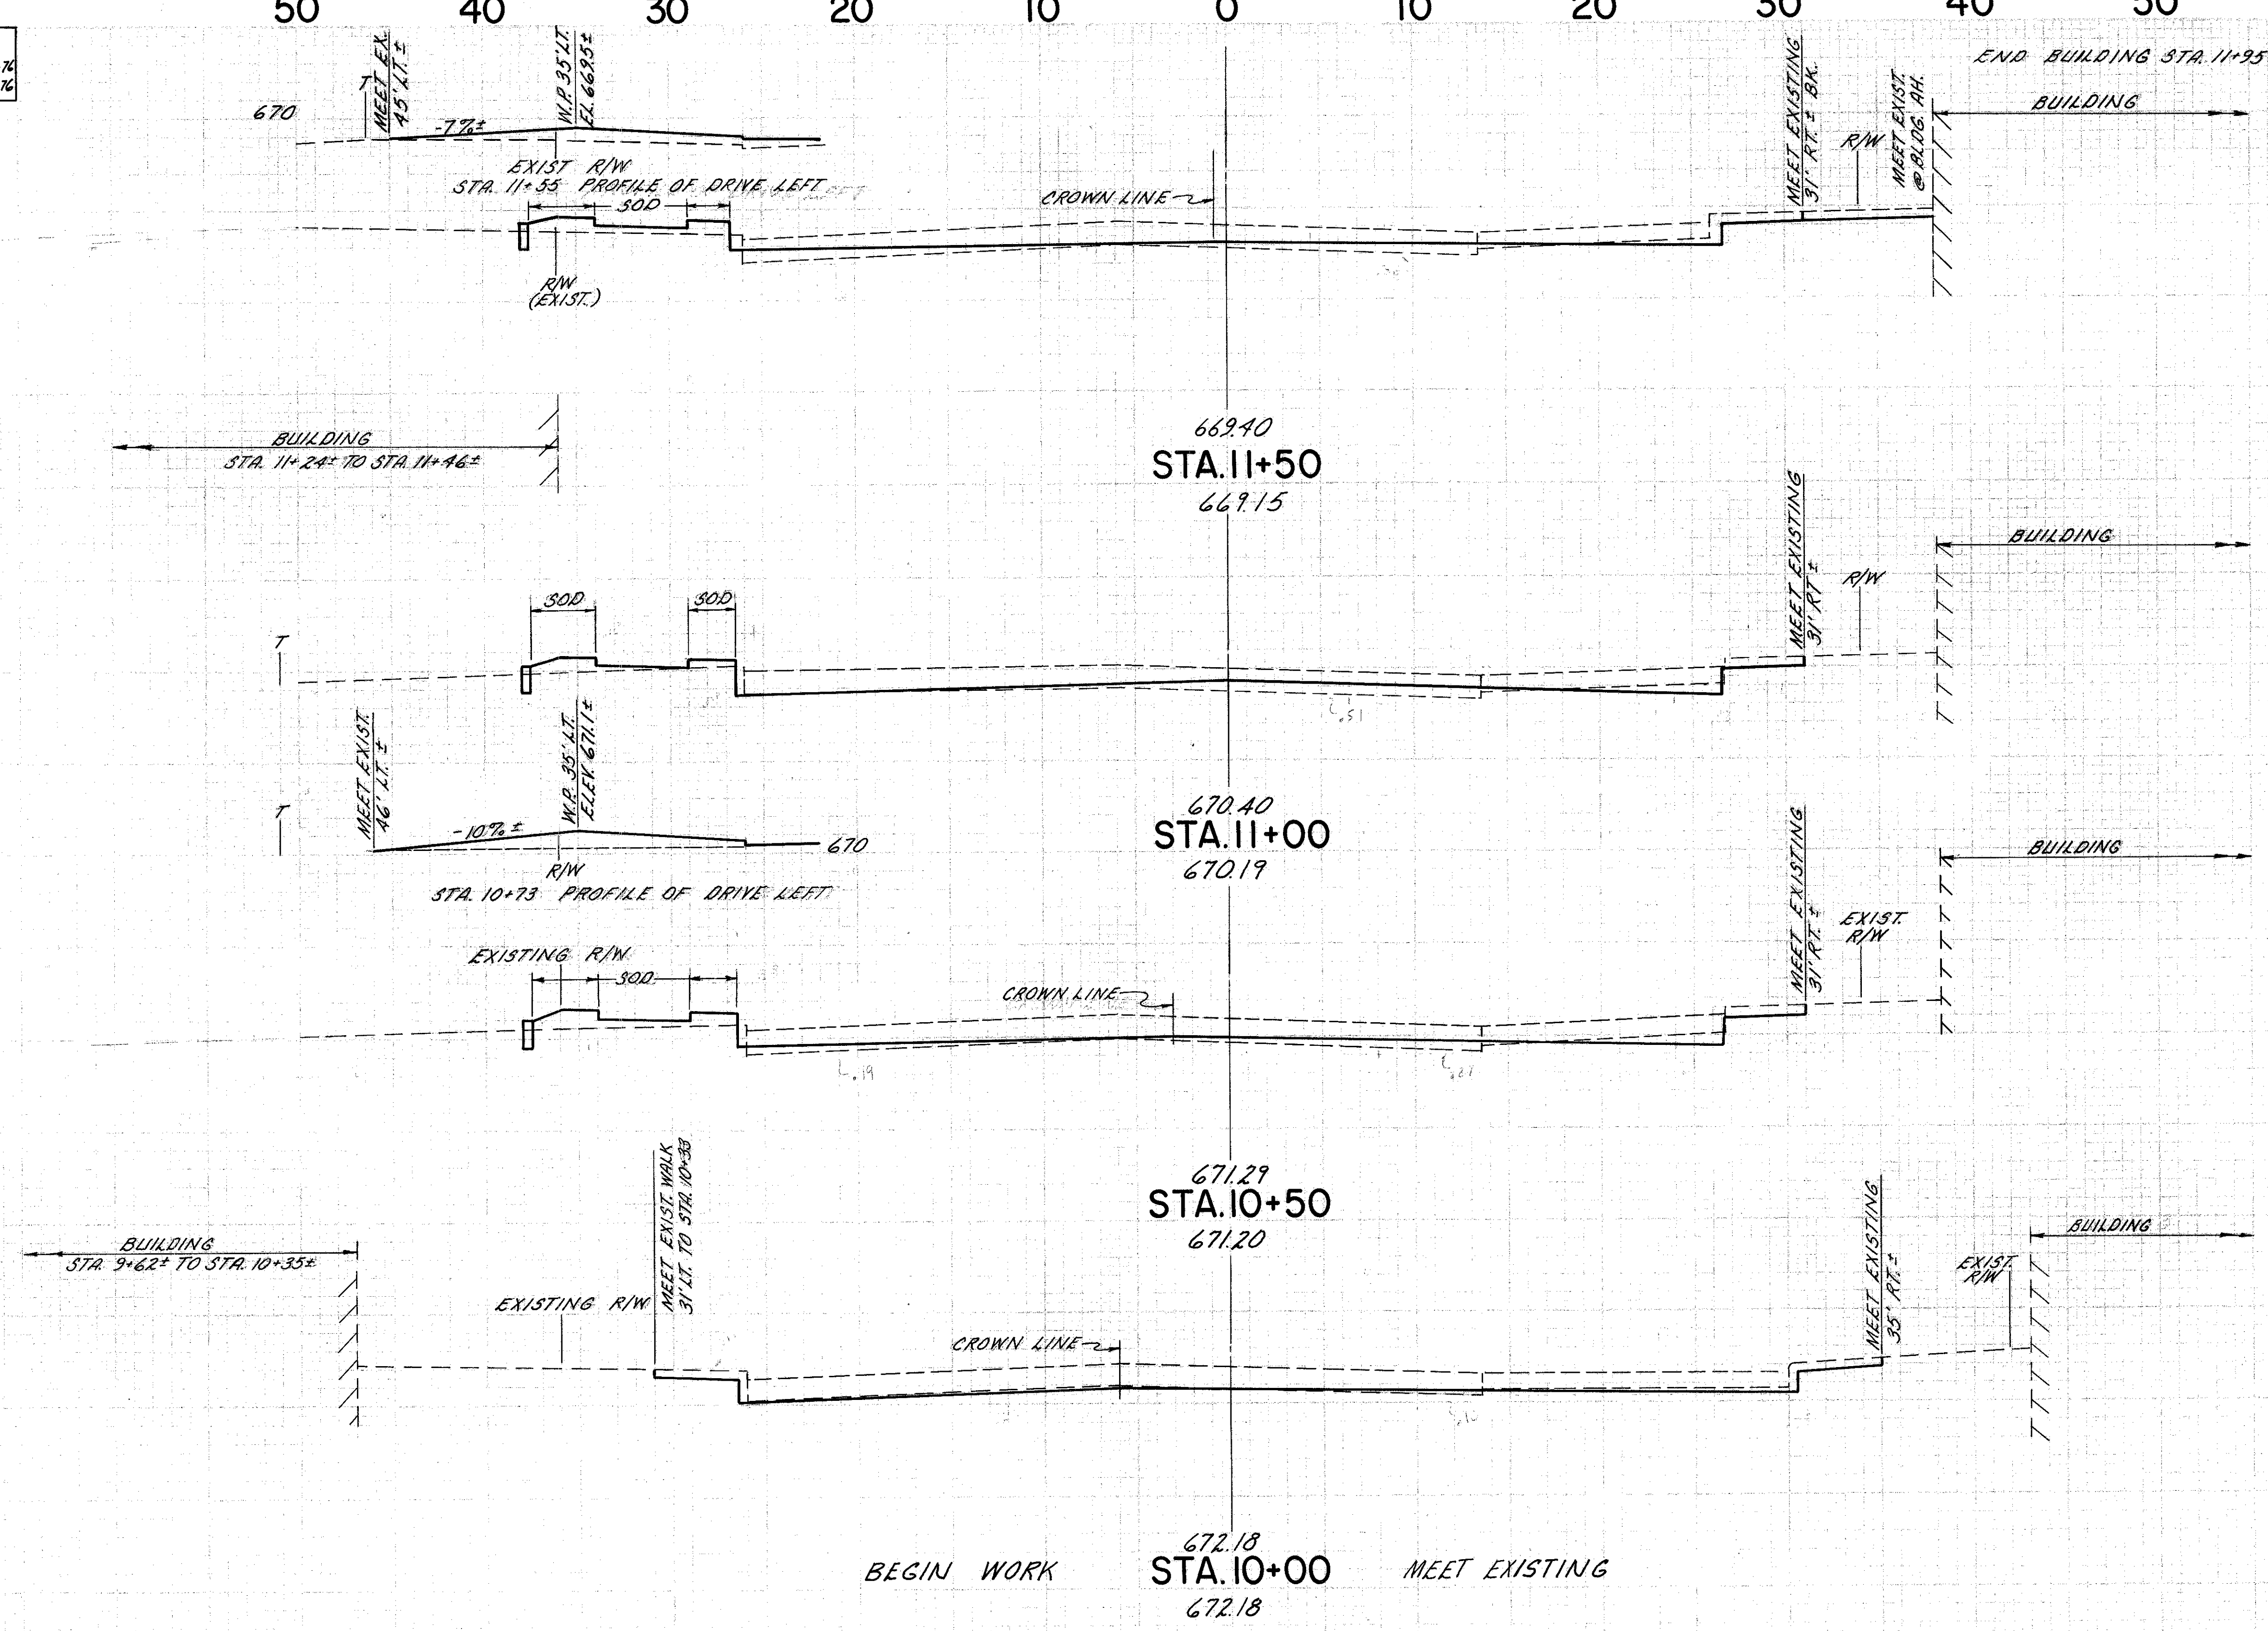 50 40 30 20 10 0 10 20 30 40 50
76
76
END BUILDING STA. 11+95
670
T
MEET EX.
45' LT. ±
-7%±
W.P. 35' LT.
EL. 669.5±
EXIST R/W
STA. 11+55 PROFILE OF DRIVE LEFT
SOD
R/W
(EXIST.)
CROWN LINE
MEET EXISTING
31' RT. ± BK.
R/W
MEET EXIST.
@ BLDG. AH.
BUILDING
BUILDING
STA. 11+24± TO STA. 11+46±
669.40
STA.11+50
669.15
T
SOD
SOD
MEET EXISTING
31' RT ±
R/W
BUILDING
.51
T
MEET EXIST.
46' LT. ±
-10% ±
W.P. 35' LT.
ELEV. 671.1±
670
R/W
STA. 10+73 PROFILE OF DRIVE LEFT
670.40
STA.11+00
670.19
EXISTING R/W
SOD
CROWN LINE
MEET EXISTING
31' RT. ±
EXIST.
R/W
BUILDING
.19
671.29
STA.10+50
671.20
BUILDING
STA. 9+62± TO STA. 10+35±
EXISTING R/W
MEET EXIST. WALK
31' LT. TO STA. 10+33
CROWN LINE
MEET EXISTING
35' RT. ±
EXIST.
R/W
BUILDING
672.18
BEGIN WORK STA.10+00 MEET EXISTING
672.18